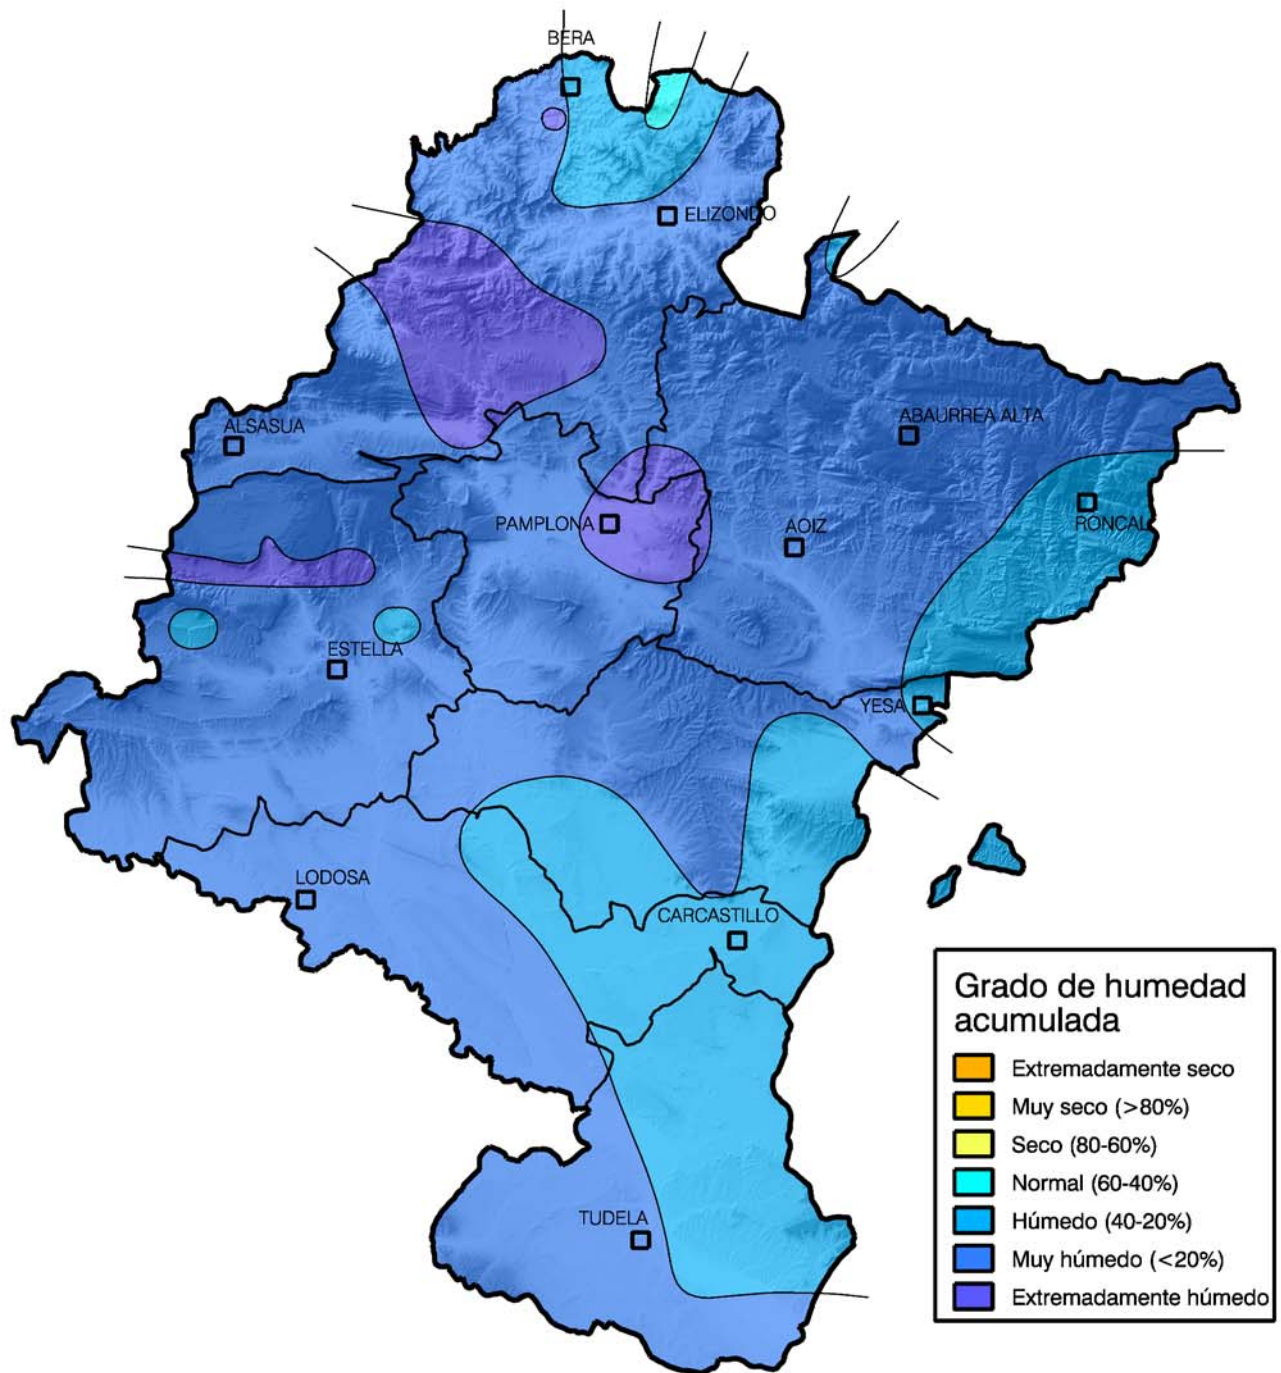 BERA
ELIZONDO
ALSASUA
ABAURREA ALTA
PAMPLONA
AOIZ
RONCAL
ESTELLA
YESA
LODOSA
CARCASTILLO
TUDELA
Grado de humedad
acumulada
Extremadamente seco
Muy seco (>80%)
Seco (80-60%)
Normal (60-40%)
Húmedo (40-20%)
Muy húmedo (<20%)
Extremadamente húmedo